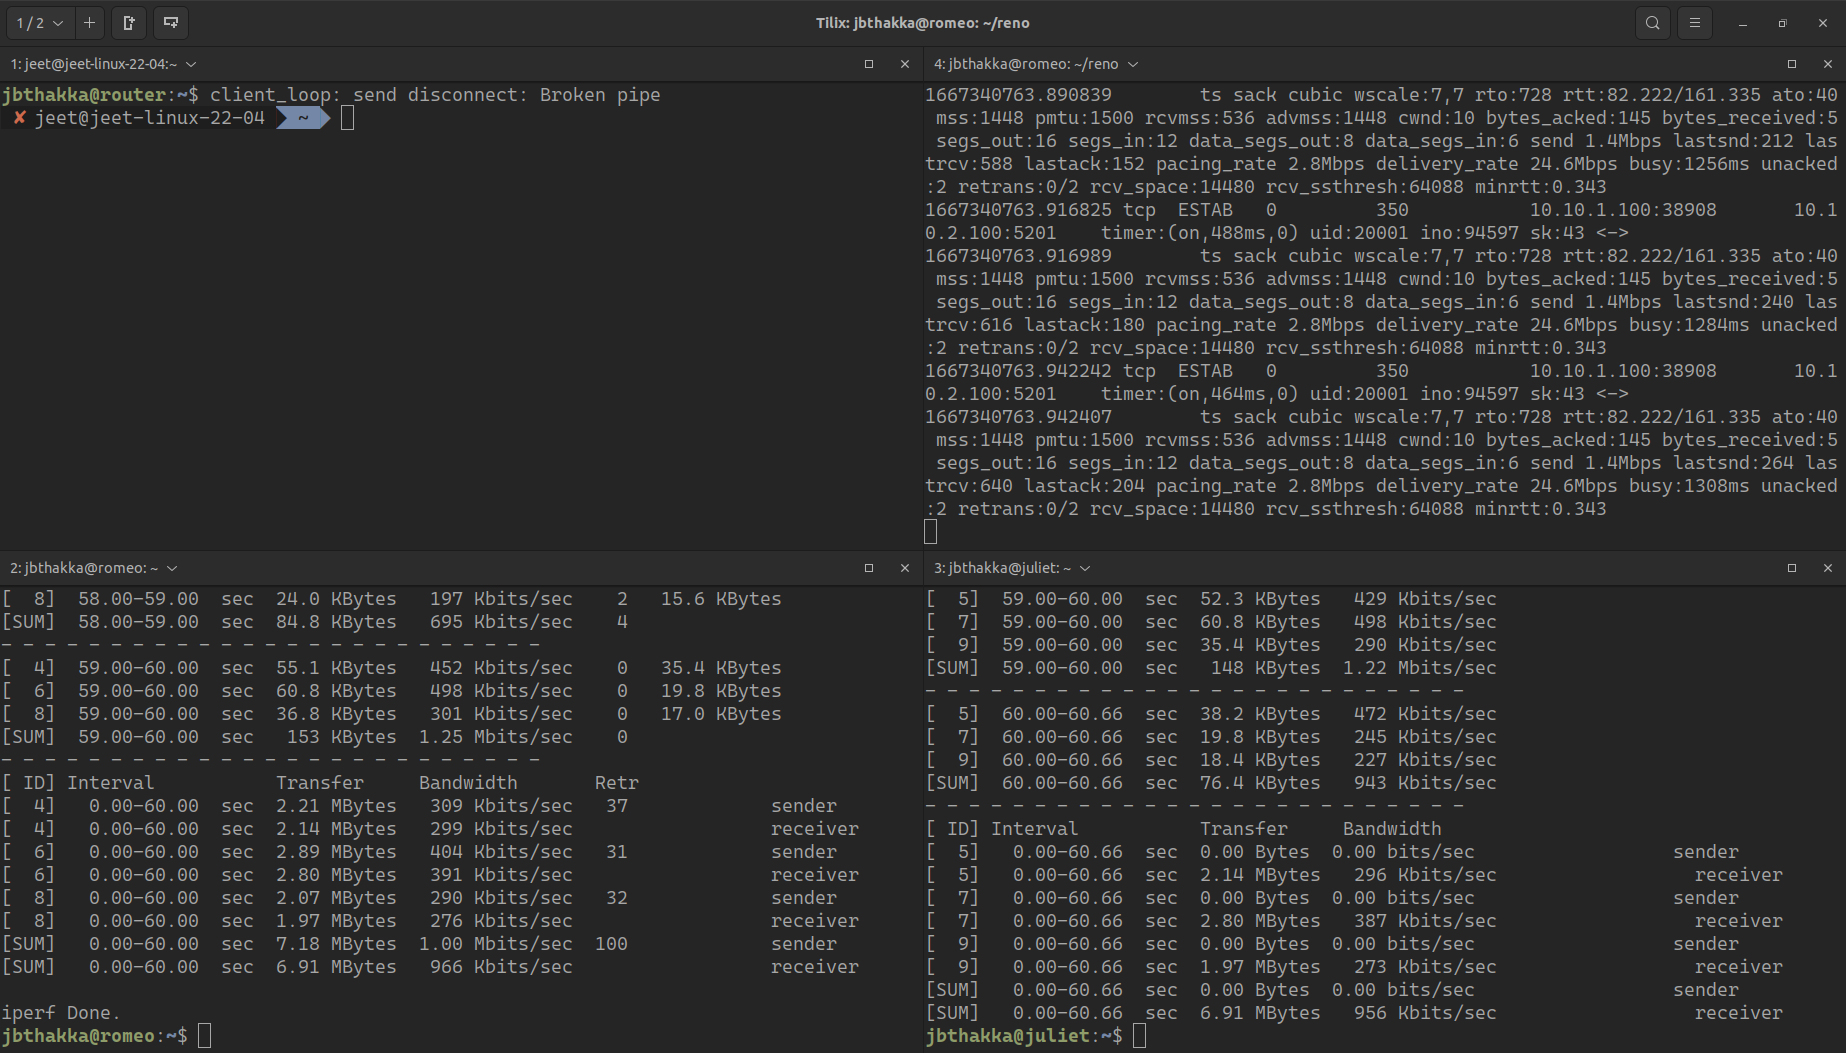 1 / 2
Tilix: jbthakka@romeo: ~/reno
1: jeet@jeet-linux-22-04:~
jbthakka@router:~$ client_loop: send disconnect: Broken pipe
✘ jeet@jeet-linux-22-04 ~
4: jbthakka@romeo: ~/reno
1667340763.890839        ts sack cubic wscale:7,7 rto:728 rtt:82.222/161.335 ato:40
mss:1448 pmtu:1500 rcvmss:536 advmss:1448 cwnd:10 bytes_acked:145 bytes_received:5
segs_out:16 segs_in:12 data_segs_out:8 data_segs_in:6 send 1.4Mbps lastsnd:212 las
trcv:588 lastack:152 pacing_rate 2.8Mbps delivery_rate 24.6Mbps busy:1256ms unacked
:2 retrans:0/2 rcv_space:14480 rcv_ssthresh:64088 minrtt:0.343
1667340763.916825 tcp  ESTAB   0         350           10.10.1.100:38908       10.1
0.2.100:5201    timer:(on,488ms,0) uid:20001 ino:94597 sk:43 <->
1667340763.916989        ts sack cubic wscale:7,7 rto:728 rtt:82.222/161.335 ato:40
mss:1448 pmtu:1500 rcvmss:536 advmss:1448 cwnd:10 bytes_acked:145 bytes_received:5
segs_out:16 segs_in:12 data_segs_out:8 data_segs_in:6 send 1.4Mbps lastsnd:240 las
trcv:616 lastack:180 pacing_rate 2.8Mbps delivery_rate 24.6Mbps busy:1284ms unacked
:2 retrans:0/2 rcv_space:14480 rcv_ssthresh:64088 minrtt:0.343
1667340763.942242 tcp  ESTAB   0         350           10.10.1.100:38908       10.1
0.2.100:5201    timer:(on,464ms,0) uid:20001 ino:94597 sk:43 <->
1667340763.942407        ts sack cubic wscale:7,7 rto:728 rtt:82.222/161.335 ato:40
mss:1448 pmtu:1500 rcvmss:536 advmss:1448 cwnd:10 bytes_acked:145 bytes_received:5
segs_out:16 segs_in:12 data_segs_out:8 data_segs_in:6 send 1.4Mbps lastsnd:264 las
trcv:640 lastack:204 pacing_rate 2.8Mbps delivery_rate 24.6Mbps busy:1308ms unacked
:2 retrans:0/2 rcv_space:14480 rcv_ssthresh:64088 minrtt:0.343
2: jbthakka@romeo: ~
[  8]  58.00-59.00  sec  24.0 KBytes   197 Kbits/sec    2   15.6 KBytes
[SUM]  58.00-59.00  sec  84.8 KBytes   695 Kbits/sec    4
- - - - - - - - - - - - - - - - - - - - - - - - -
[  4]  59.00-60.00  sec  55.1 KBytes   452 Kbits/sec    0   35.4 KBytes
[  6]  59.00-60.00  sec  60.8 KBytes   498 Kbits/sec    0   19.8 KBytes
[  8]  59.00-60.00  sec  36.8 KBytes   301 Kbits/sec    0   17.0 KBytes
[SUM]  59.00-60.00  sec   153 KBytes  1.25 Mbits/sec    0
- - - - - - - - - - - - - - - - - - - - - - - - -
[ ID] Interval           Transfer     Bandwidth       Retr
[  4]   0.00-60.00  sec  2.21 MBytes   309 Kbits/sec   37             sender
[  4]   0.00-60.00  sec  2.14 MBytes   299 Kbits/sec                  receiver
[  6]   0.00-60.00  sec  2.89 MBytes   404 Kbits/sec   31             sender
[  6]   0.00-60.00  sec  2.80 MBytes   391 Kbits/sec                  receiver
[  8]   0.00-60.00  sec  2.07 MBytes   290 Kbits/sec   32             sender
[  8]   0.00-60.00  sec  1.97 MBytes   276 Kbits/sec                  receiver
[SUM]   0.00-60.00  sec  7.18 MBytes  1.00 Mbits/sec  100             sender
[SUM]   0.00-60.00  sec  6.91 MBytes   966 Kbits/sec                  receiver
iperf Done.
jbthakka@romeo:~$
3: jbthakka@juliet: ~
[  5]  59.00-60.00  sec  52.3 KBytes   429 Kbits/sec
[  7]  59.00-60.00  sec  60.8 KBytes   498 Kbits/sec
[  9]  59.00-60.00  sec  35.4 KBytes   290 Kbits/sec
[SUM]  59.00-60.00  sec   148 KBytes  1.22 Mbits/sec
- - - - - - - - - - - - - - - - - - - - - - - - -
[  5]  60.00-60.66  sec  38.2 KBytes   472 Kbits/sec
[  7]  60.00-60.66  sec  19.8 KBytes   245 Kbits/sec
[  9]  60.00-60.66  sec  18.4 KBytes   227 Kbits/sec
[SUM]  60.00-60.66  sec  76.4 KBytes   943 Kbits/sec
- - - - - - - - - - - - - - - - - - - - - - - - -
[ ID] Interval           Transfer     Bandwidth
[  5]   0.00-60.66  sec  0.00 Bytes  0.00 bits/sec                  sender
[  5]   0.00-60.66  sec  2.14 MBytes   296 Kbits/sec                  receiver
[  7]   0.00-60.66  sec  0.00 Bytes  0.00 bits/sec                  sender
[  7]   0.00-60.66  sec  2.80 MBytes   387 Kbits/sec                  receiver
[  9]   0.00-60.66  sec  0.00 Bytes  0.00 bits/sec                  sender
[  9]   0.00-60.66  sec  1.97 MBytes   273 Kbits/sec                  receiver
[SUM]   0.00-60.66  sec  0.00 Bytes  0.00 bits/sec                  sender
[SUM]   0.00-60.66  sec  6.91 MBytes   956 Kbits/sec                  receiver
jbthakka@juliet:~$